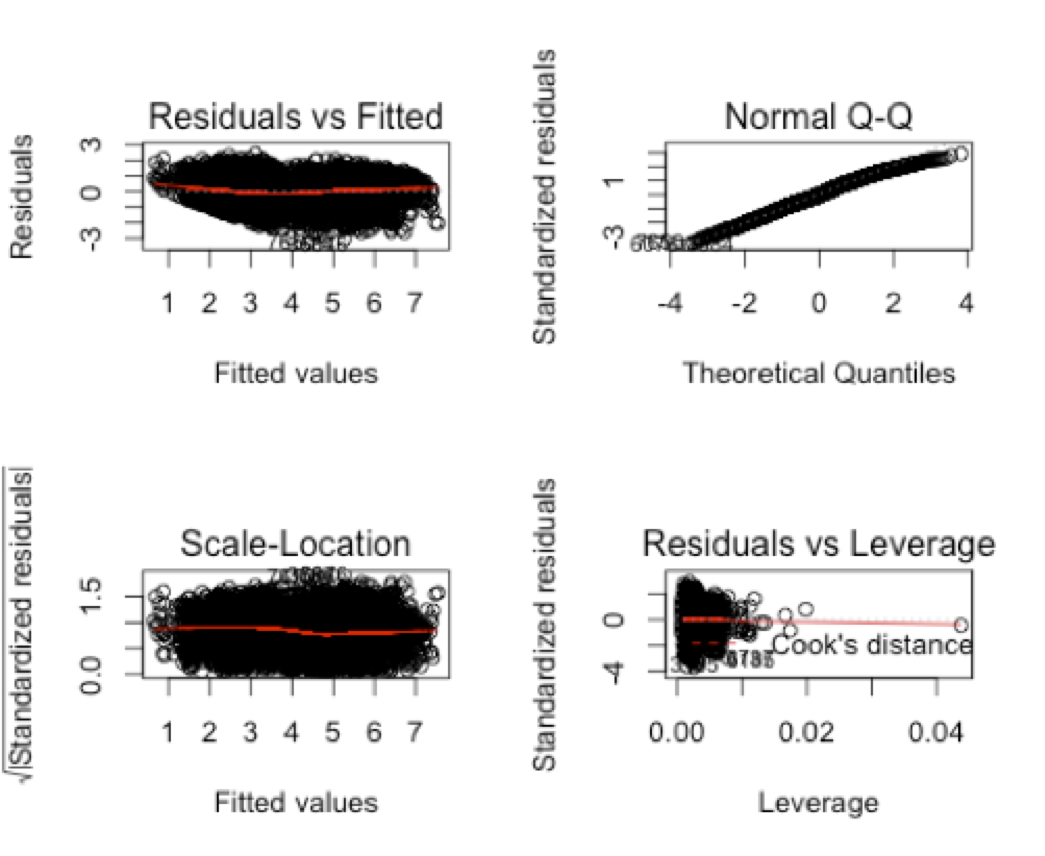 Residuals vs Fitted
Residuals
3
0
-3
1 2 3 4 5 6 7
Fitted values
Normal Q-Q
Standardized residuals
1
-3
-4 -2 0 2 4
Theoretical Quantiles
Scale-Location
√|Standardized residuals|
1.5
0.0
1 2 3 4 5 6 7
Fitted values
Residuals vs Leverage
Standardized residuals
0
-4
Cook's distance
0.00 0.02 0.04
Leverage